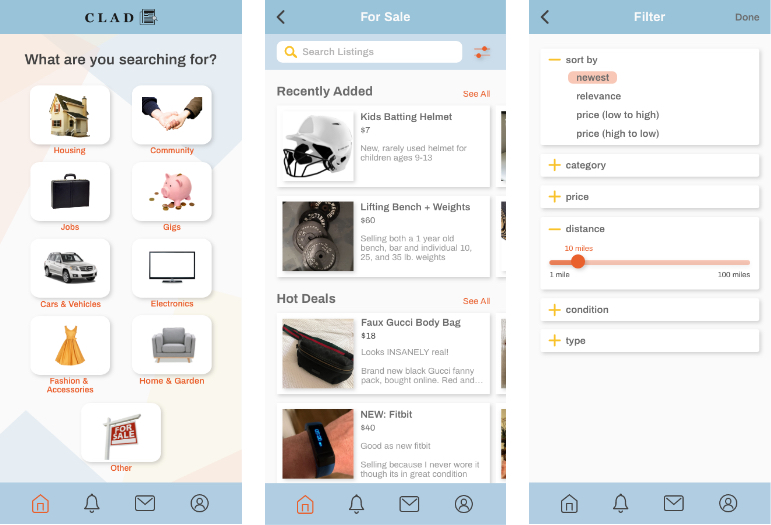 CLAD
What are you searching for?
Housing
Community
Jobs
Gigs
Cars & Vehicles
Electronics
Fashion &
Accessories
Home & Garden
FOR
SALE
Other
For Sale
Search Listings
Recently Added
See All
Kids Batting Helmet
$7
New, rarely used helmet for
children ages 9-13
Lifting Bench + Weights
$60
Selling both a 1 year old
bench, bar and individual 10,
25, and 35 lb. weights
Hot Deals
See All
Faux Gucci Body Bag
$18
Looks INSANELY real!
Brand new black Gucci fanny
pack, bought online. Red and...
NEW: Fitbit
$40
Good as new fitbit
Selling because I never wore it
though its in great condition
Filter
Done
sort by
newest
relevance
price (low to high)
price (high to low)
category
price
distance
10 miles
1 mile
100 miles
condition
type